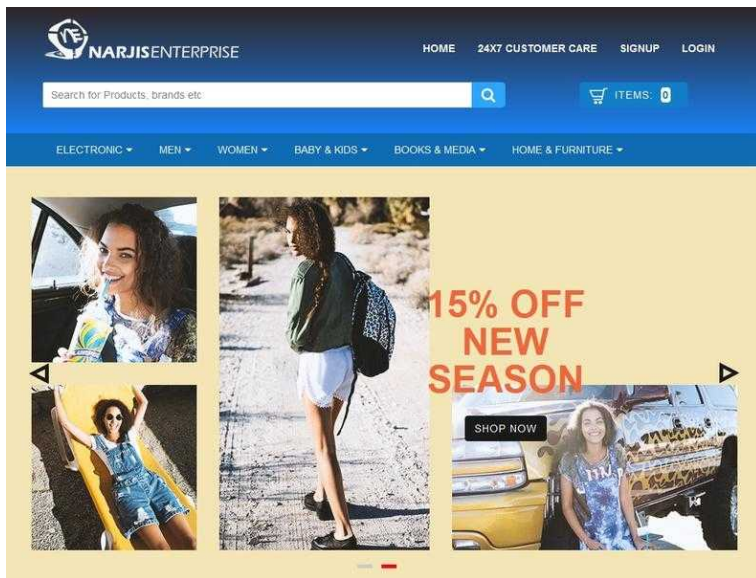 NARJISENTERPRISE
HOME 24X7 CUSTOMER CARE SIGNUP LOGIN
Search for Products, brands etc
ITEMS: 0
ELECTRONIC MEN WOMEN BABY & KIDS BOOKS & MEDIA HOME & FURNITURE
15% OFF
NEW
SEASON
SHOP NOW